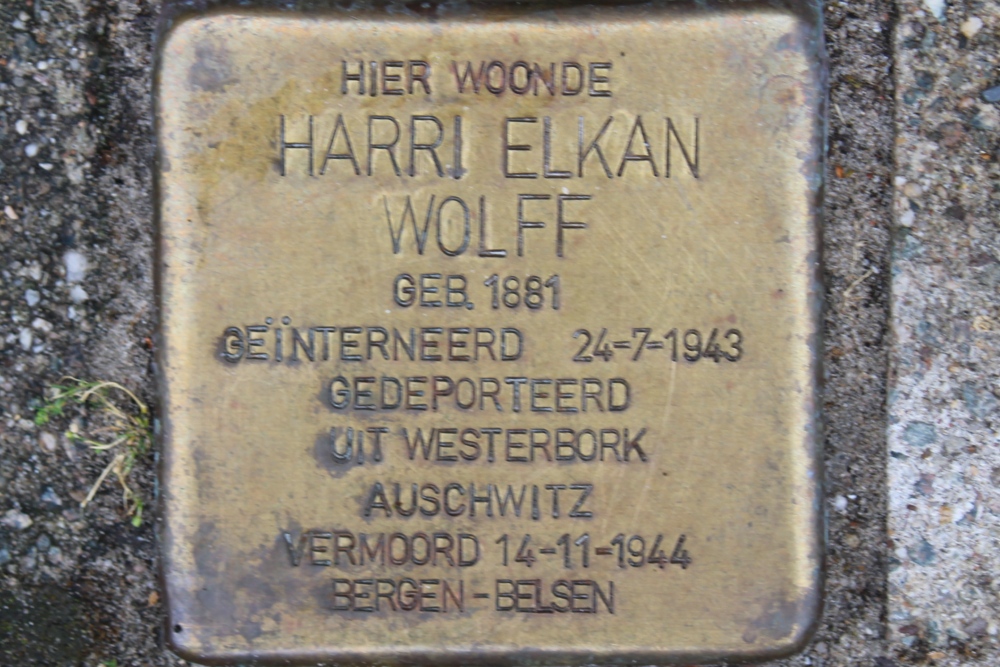 HIER WOONDE
HARRI ELKAN
WOLFF
GEB. 1881
GEÏNTERNEERD 24-7-1943
GEDEPORTEERD
UIT WESTERBORK
AUSCHWITZ
VERMOORD 14-11-1944
BERGEN-BELSEN